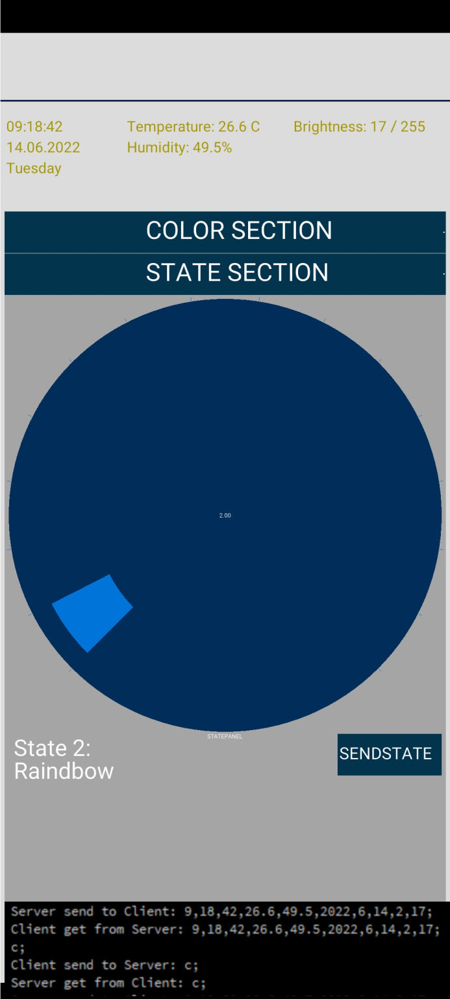 09:18:42
Temperature: 26.6 C
Brightness: 17 / 255
14.06.2022
Humidity: 49.5%
Tuesday
COLOR SECTION
STATE SECTION
2.00
STATEPANEL
State 2:
Raindbow
SENDSTATE
Server send to Client: 9,18,42,26.6,49.5,2022,6,14,2,17;
Client get from Server: 9,18,42,26.6,49.5,2022,6,14,2,17;
c;
Client send to Server: c;
Server get from Client: c;